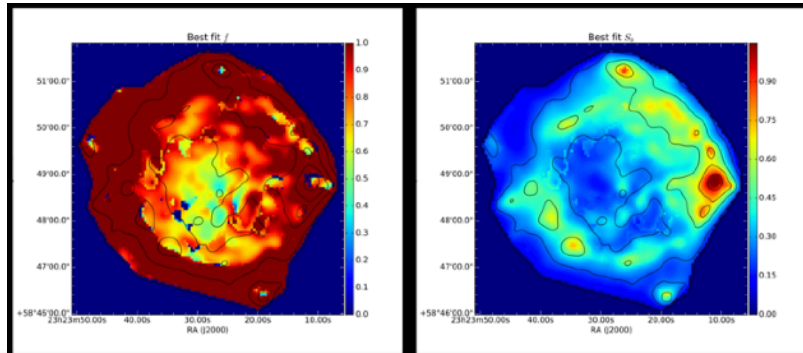 Best fit f
Best fit S₀
1.0
0.9
0.8
0.7
0.6
0.5
0.4
0.3
0.2
0.1
0.0
0.90
0.75
0.60
0.45
0.30
0.15
0.00
51'00.0"
50'00.0"
49'00.0"
48'00.0"
47'00.0"
+58°46'00.0"
23h23m50.00s
40.00s
30.00s
20.00s
10.00s
RA (J2000)
51'00.0"
50'00.0"
49'00.0"
48'00.0"
47'00.0"
+58°46'00.0"
23h23m50.00s
40.00s
30.00s
20.00s
10.00s
RA (J2000)